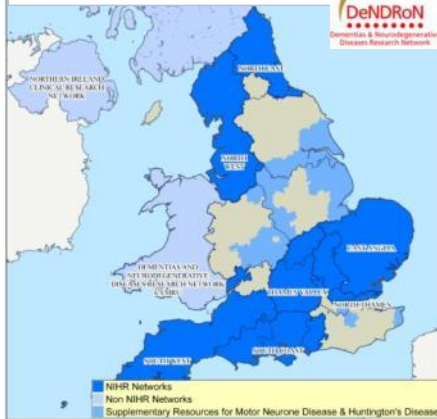 DeNDRoN
Dementias & Neurodegenerative
Diseases Research Network
NORTHERN IRELAND
CLINICAL RESEARCH
NETWORK
NORTH EAST
NORTH
WEST
EAST ANGLIA
DEMENTIAS AND
NEURODEGENERATIVE
DISEASES RESEARCH NETWORK
THAMES VALLEY
NORTH THAMES
SOUTH COAST
SOUTH WEST
NIHR Networks
Non NIHR Networks
Supplementary Resources for Motor Neurone Disease & Huntington's Disease